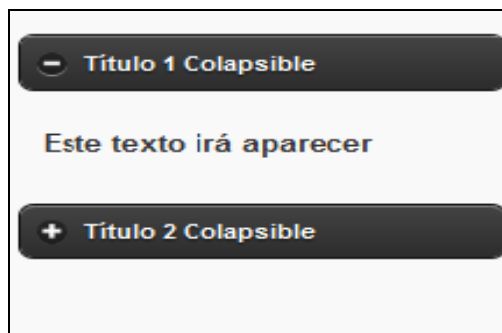 Título 1 Colapsible
Este texto irá aparecer
Título 2 Colapsible